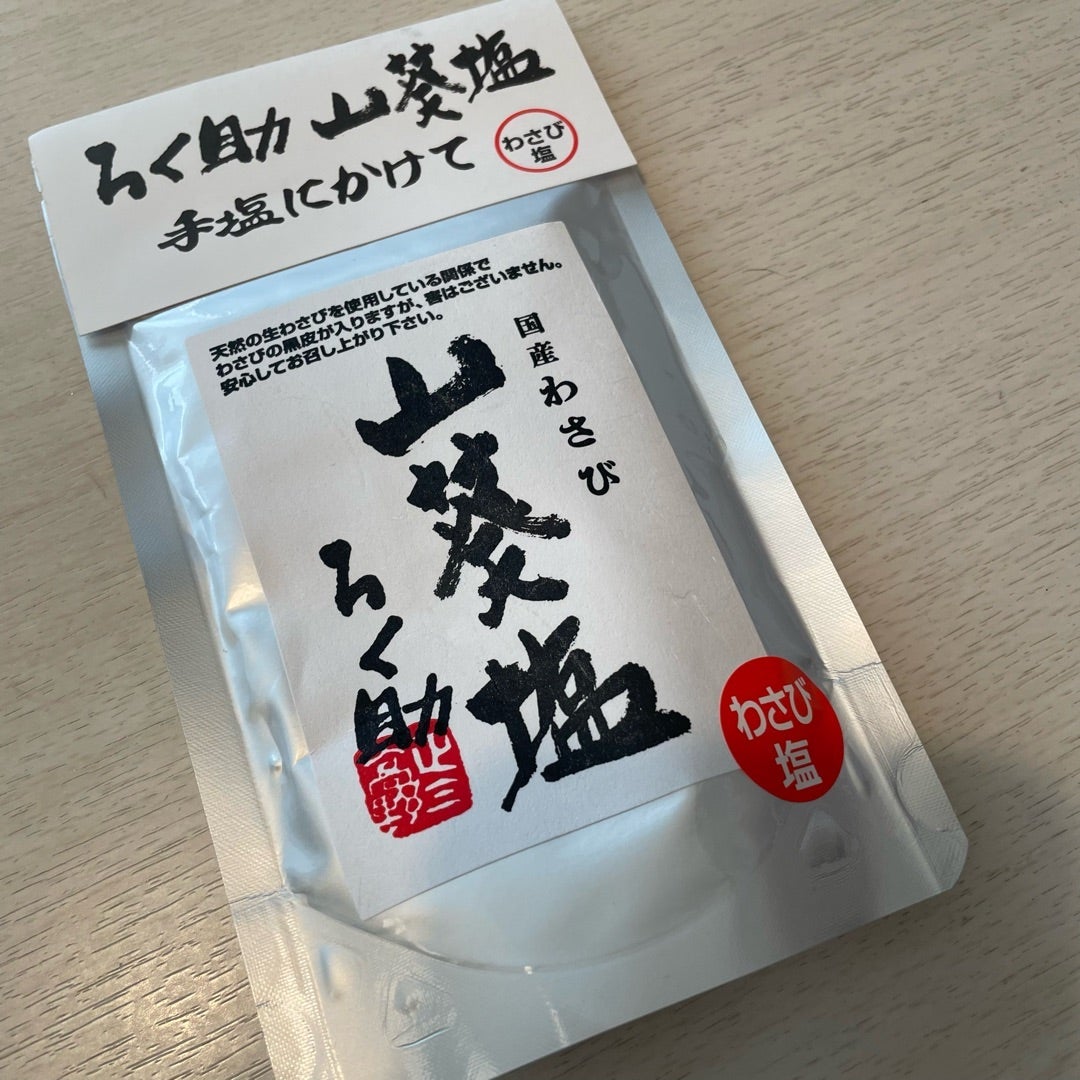 ろく助 山葵塩
手塩にかけて
わさび
塩
天然の生わさびを使用している関係で
わさびの黒皮が入りますが、害はございません。
安心してお召し上がり下さい。
国産わさび
山葵塩
ろく助
わさび
塩